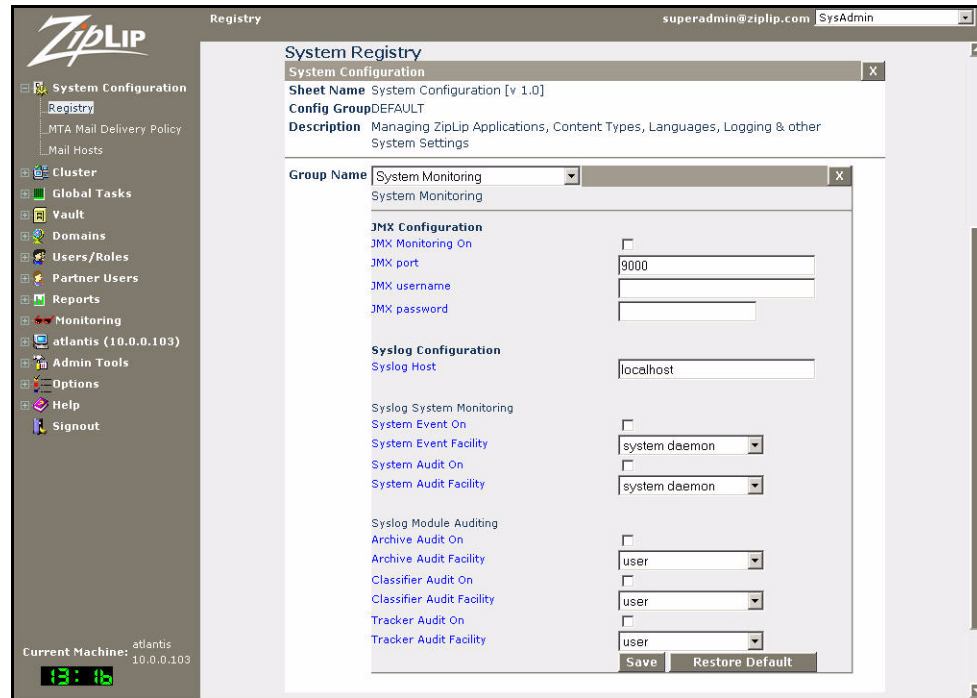 ZipLip
Registry
superadmin@ziplip.com SysAdmin
System Configuration
Registry
MTA Mail Delivery Policy
Mail Hosts
Cluster
Global Tasks
Vault
Domains
Users/Roles
Partner Users
Reports
Monitoring
atlantis (10.0.0.103)
Admin Tools
Options
Help
Signout
Current Machine: atlantis
10.0.0.103
13:16
System Registry
System Configuration X
Sheet Name System Configuration [v 1.0]
Config GroupDEFAULT
Description Managing ZipLip Applications, Content Types, Languages, Logging & other
System Settings
Group Name System Monitoring X
System Monitoring
JMX Configuration
JMX Monitoring On
JMX port 9000
JMX username
JMX password
Syslog Configuration
Syslog Host localhost
Syslog System Monitoring
System Event On
System Event Facility system daemon
System Audit On
System Audit Facility system daemon
Syslog Module Auditing
Archive Audit On
Archive Audit Facility user
Classifier Audit On
Classifier Audit Facility user
Tracker Audit On
Tracker Audit Facility user
Save Restore Default